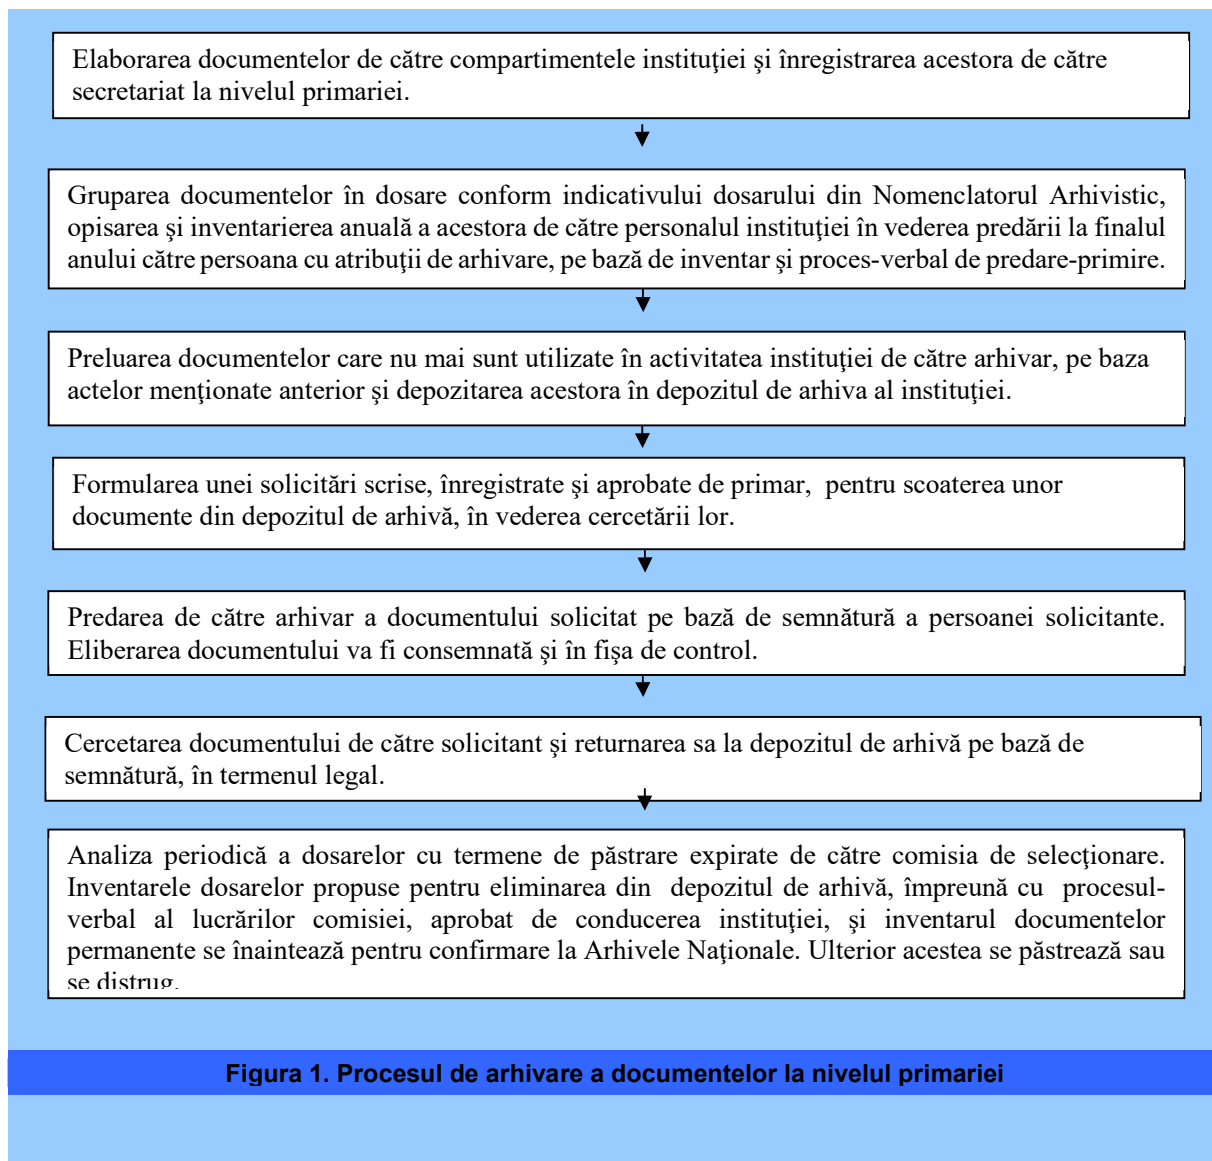 Elaborarea documentelor de către compartimentele instituţiei şi înregistrarea acestora de către
secretariat la nivelul primariei.
Gruparea documentelor în dosare conform indicativului dosarului din Nomenclatorul Arhivistic,
opisarea şi inventarierea anuală a acestora de către personalul instituţiei în vederea predării la finalul
anului către persoana cu atribuţii de arhivare, pe bază de inventar şi proces-verbal de predare-primire.
Preluarea documentelor care nu mai sunt utilizate în activitatea instituţiei de către arhivar, pe baza
actelor menţionate anterior şi depozitarea acestora în depozitul de arhiva al instituţiei.
Formularea unei solicitări scrise, înregistrate şi aprobate de primar,  pentru scoaterea unor
documente din depozitul de arhivă, în vederea cercetării lor.
Predarea de către arhivar a documentului solicitat pe bază de semnătură a persoanei solicitante.
Eliberarea documentului va fi consemnată şi în fişa de control.
Cercetarea documentului de către solicitant şi returnarea sa la depozitul de arhivă pe bază de
semnătură, în termenul legal.
Analiza periodică a dosarelor cu termene de păstrare expirate de către comisia de selecţionare.
Inventarele dosarelor propuse pentru eliminarea din  depozitul de arhivă, împreună cu  procesul-
verbal al lucrărilor comisiei, aprobat de conducerea instituţiei, şi inventarul documentelor
permanente se înaintează pentru confirmare la Arhivele Naţionale. Ulterior acestea se păstrează sau
se distrug.
Figura 1. Procesul de arhivare a documentelor la nivelul primariei